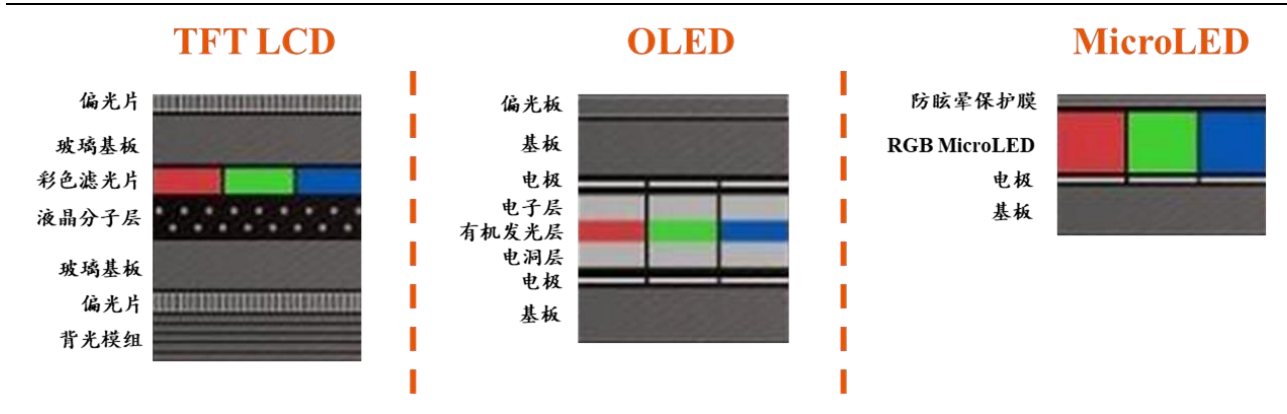 TFT LCD
偏光片
玻璃基板
彩色滤光片
液晶分子层
玻璃基板
偏光片
背光模组
OLED
偏光板
基板
电极
电子层
有机发光层
电洞层
电极
基板
MicroLED
防眩晕保护膜
RGB MicroLED
电极
基板